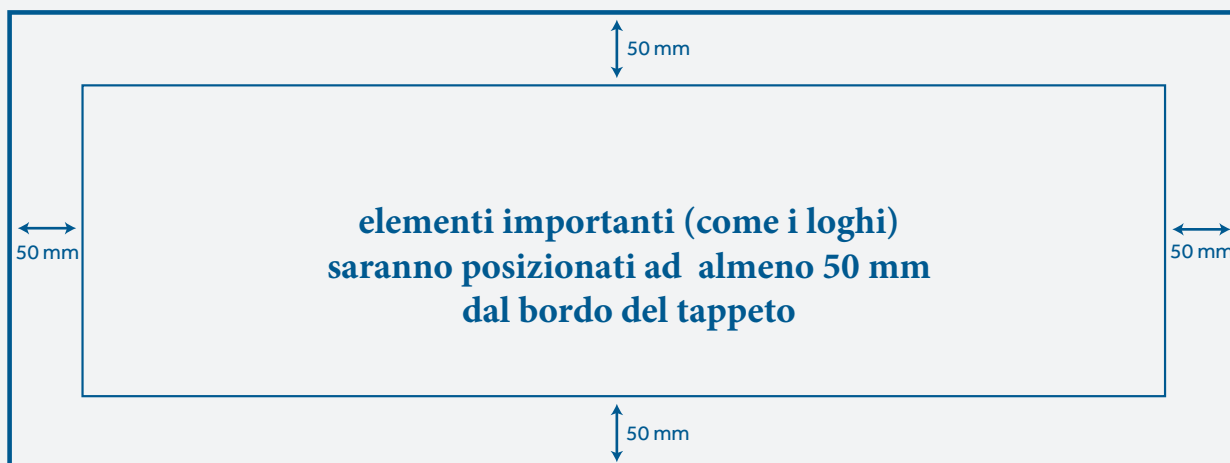 50 mm
elementi importanti (come i loghi)
50 mm
saranno posizionati ad almeno 50 mm
50 mm
dal bordo del tappeto
50 mm